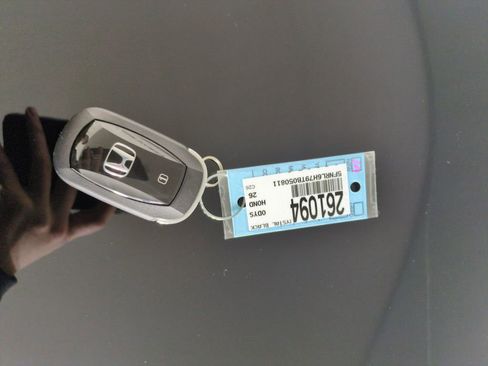 5FNRL6H79TB050811
261094
26
HOND
ODYS
BLACK